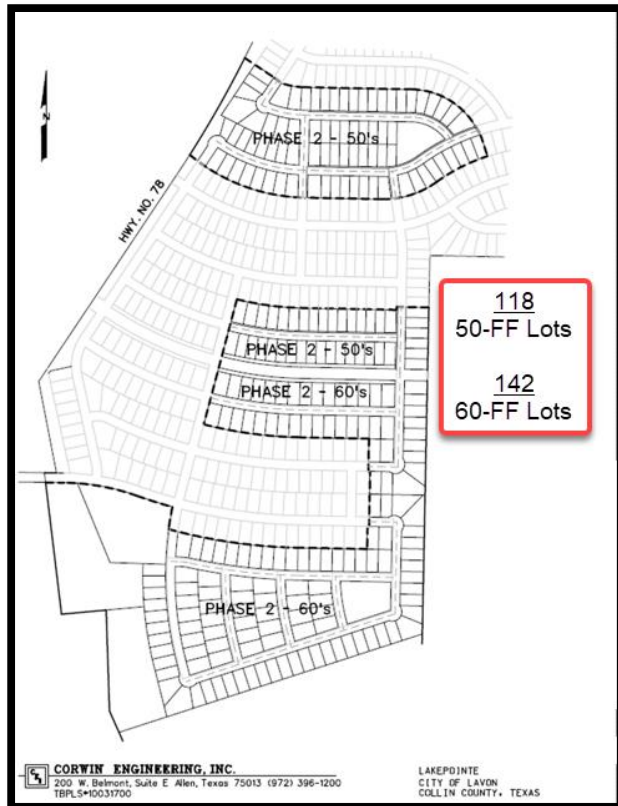 N
PHASE 2 - 50's
HWY. NO. 78
118
50-FF Lots
142
60-FF Lots
PHASE 2 - 50's
PHASE 2 - 60's
PHASE 2 - 60's
CORWIN ENGINEERING, INC.
200 W. Belmont, Suite E Allen, Texas 75013 (972) 396-1200
TBPLS#10031700
LAKEPOINTE
CITY OF LAVON
COLLIN COUNTY, TEXAS